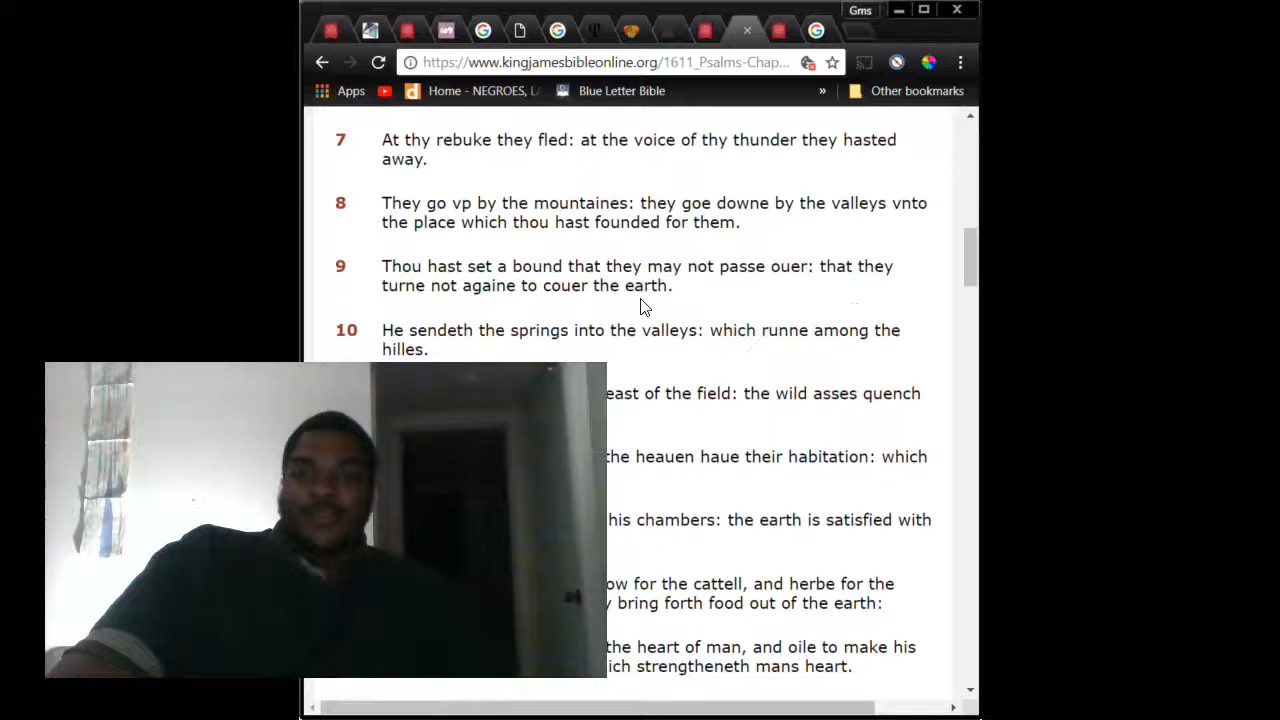 Gms
https://www.kingjamesbibleonline.org/1611_Psalms-Chap...
Apps
Home - NEGROES, L
Blue Letter Bible
»
Other bookmarks
7 At thy rebuke they fled: at the voice of thy thunder they hasted
away.
8 They go vp by the mountaines: they goe downe by the valleys vnto
the place which thou hast founded for them.
9 Thou hast set a bound that they may not passe ouer: that they
turne not againe to couer the earth.
10 He sendeth the springs into the valleys: which runne among the
hilles.
east of the field: the wild asses quench
the heauen haue their habitation: which
his chambers: the earth is satisfied with
ow for the cattell, and herbe for the
y bring forth food out of the earth:
the heart of man, and oile to make his
ich strengtheneth mans heart.